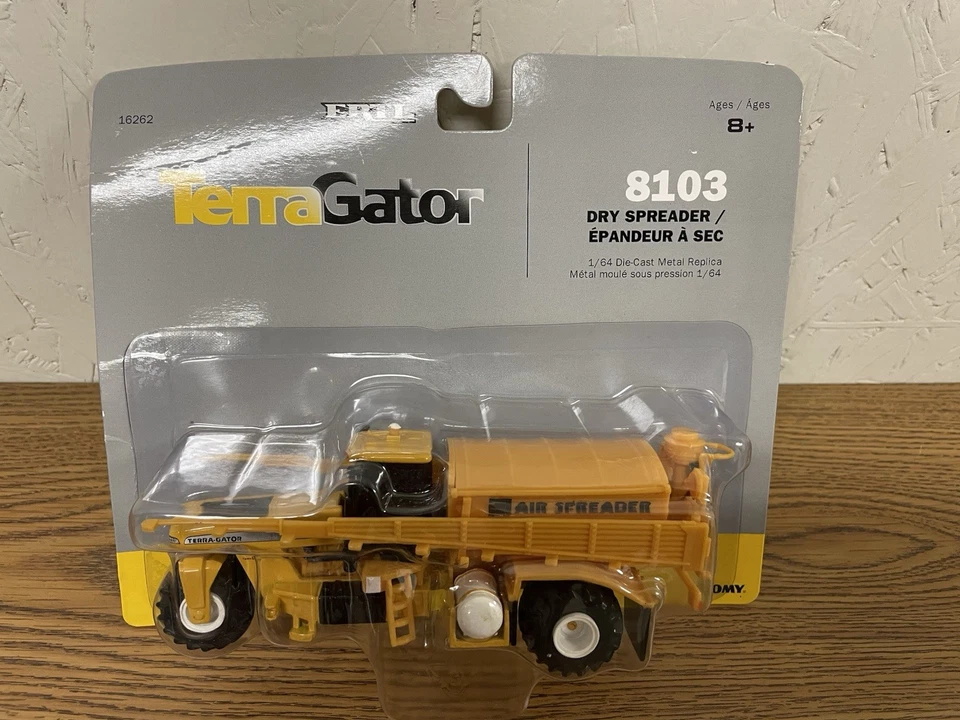 16262
ERTL
Ages / Âges
8+
TerraGator
8103
DRY SPREADER /
ÉPANDEUR À SEC
1/64 Die-Cast Metal Replica
Métal moulé sous pression 1/64
AIR SPREADER
TERRA-GATOR
OMY